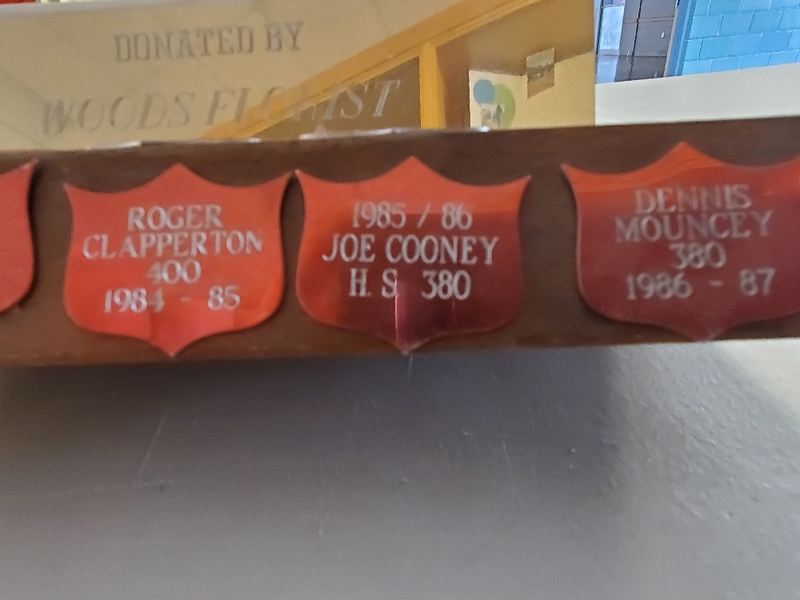 DONATED BY
WOODS FLORIST
ROGER
CLAPPERTON
400
1984 - 85
1985 / 86
JOE COONEY
H. S. 380
DENNIS
MOUNCEY
380
1986 - 87